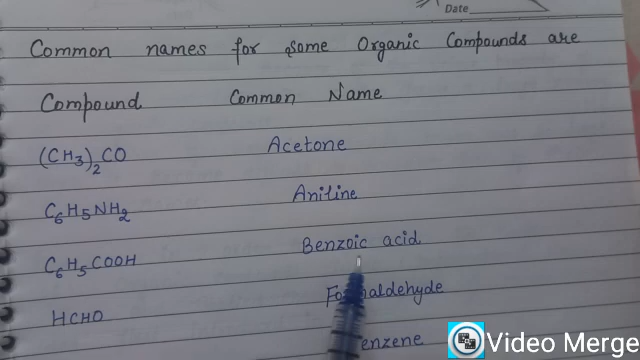 Date
Common names for some Organic Compounds are
Compound Common Name
(CH3)2CO Acetone
C6H5NH2 Aniline
C6H5COOH Benzoic acid
HCHO
enzene
Video Merge